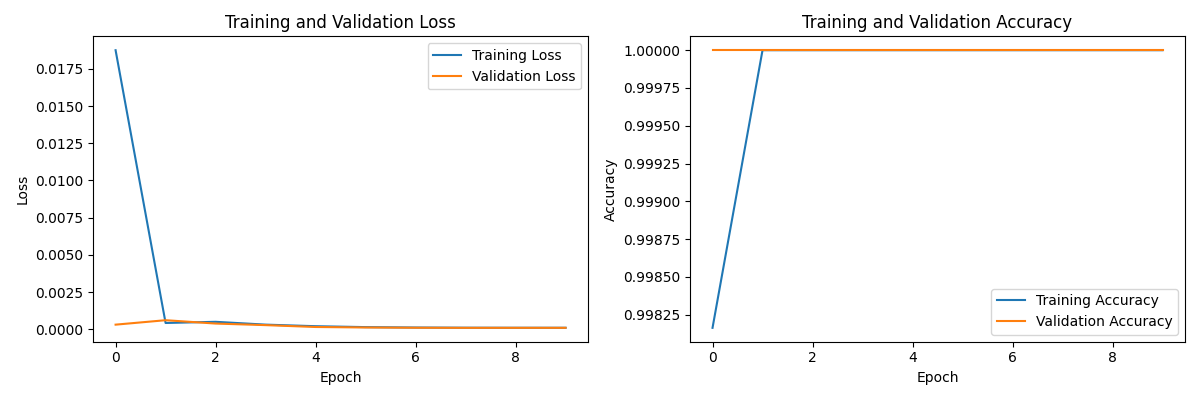 Training and Validation Loss
Training Loss
Validation Loss
0.0175
0.0150
0.0125
0.0100
0.0075
0.0050
0.0025
0.0000
Loss
0 2 4 6 8
Epoch
Training and Validation Accuracy
1.00000
0.99975
0.99950
0.99925
0.99900
0.99875
0.99850
0.99825
Accuracy
Training Accuracy
Validation Accuracy
0 2 4 6 8
Epoch